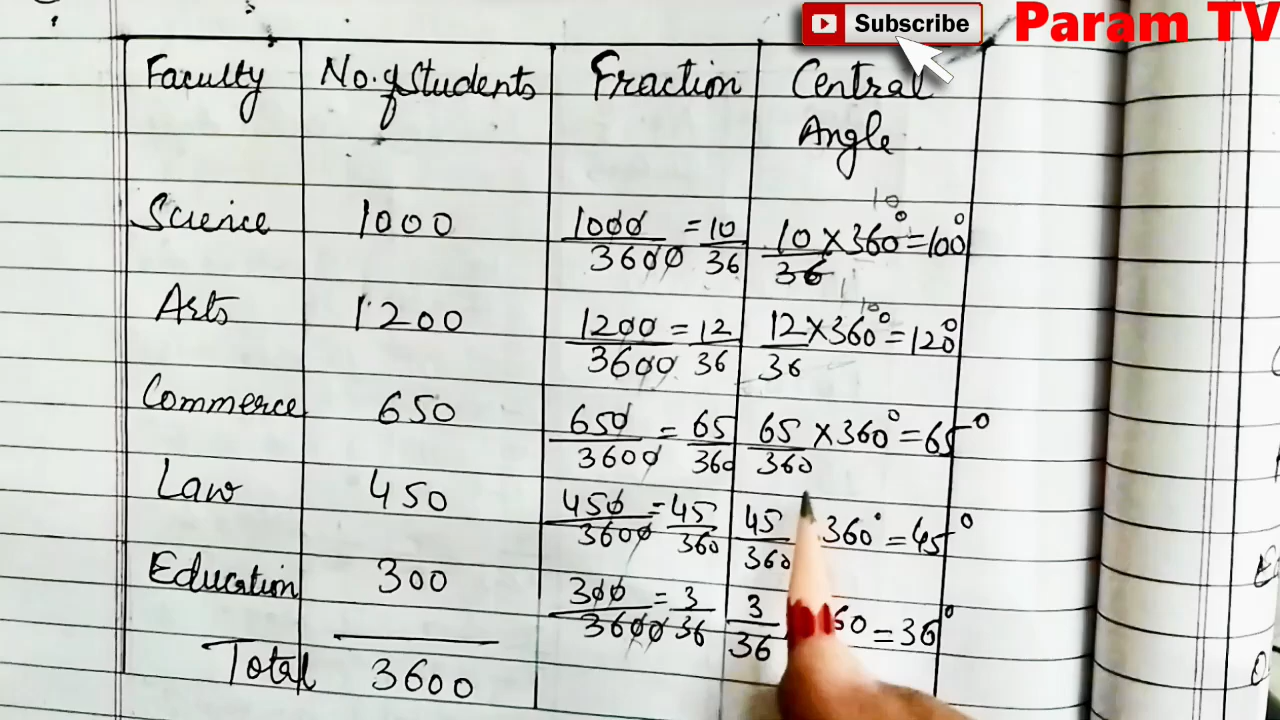 Subscribe Param TV
Faculty No. of Students Fraction Central Angle
Science 1000 1000/3600 = 10/36 10/36 × 360° = 100° 10
1
Arts 1200 1200/3600 = 12/36 12/36 × 360° = 120° 10
Commerce 650 650/3600 = 65/360 65/360 × 360° = 65°
Law 450 450/3600 = 45/360 45/360 360° = 45°
Education 300 300/3600 = 3/36 3/36 60 = 36°
Total 3600